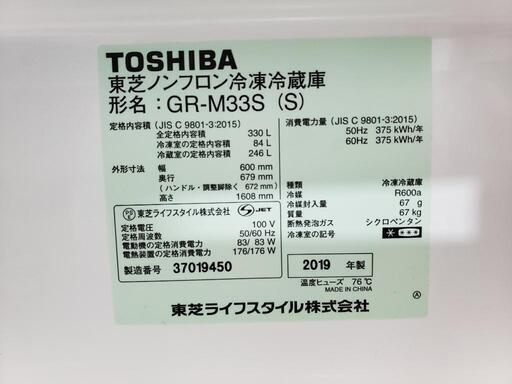 TOSHIBA
東芝ノンフロン冷凍冷蔵庫
形名：GR-M33S (S)
定格内容積 (JIS C 9801-3:2015)
全定格内容積 330 L
冷凍室の定格内容積 84 L
冷蔵室の定格内容積 246 L
外形寸法 幅 600 mm
奥行 679 mm
(ハンドル・調整脚除く 672 mm)
高さ 1608 mm
消費電力量 (JIS C 9801-3:2015)
50Hz 375 kWh/年
60Hz 375 kWh/年
種類 冷凍冷蔵庫
冷媒 R600a
冷媒封入量 67 g
質量 67 kg
断熱発泡ガス シクロペンタン
冷凍室の記号
PSE 東芝ライフスタイル株式会社 S JET
定格電圧 100 V
定格周波数 50/60 Hz
電動機の定格消費電力 83/ 83 W
電熱装置の定格消費電力 176/176 W
製造番号 37019450
2019 年製
温度ヒューズ 76℃
MADE IN CHINA
東芝ライフスタイル株式会社
Ⓐ